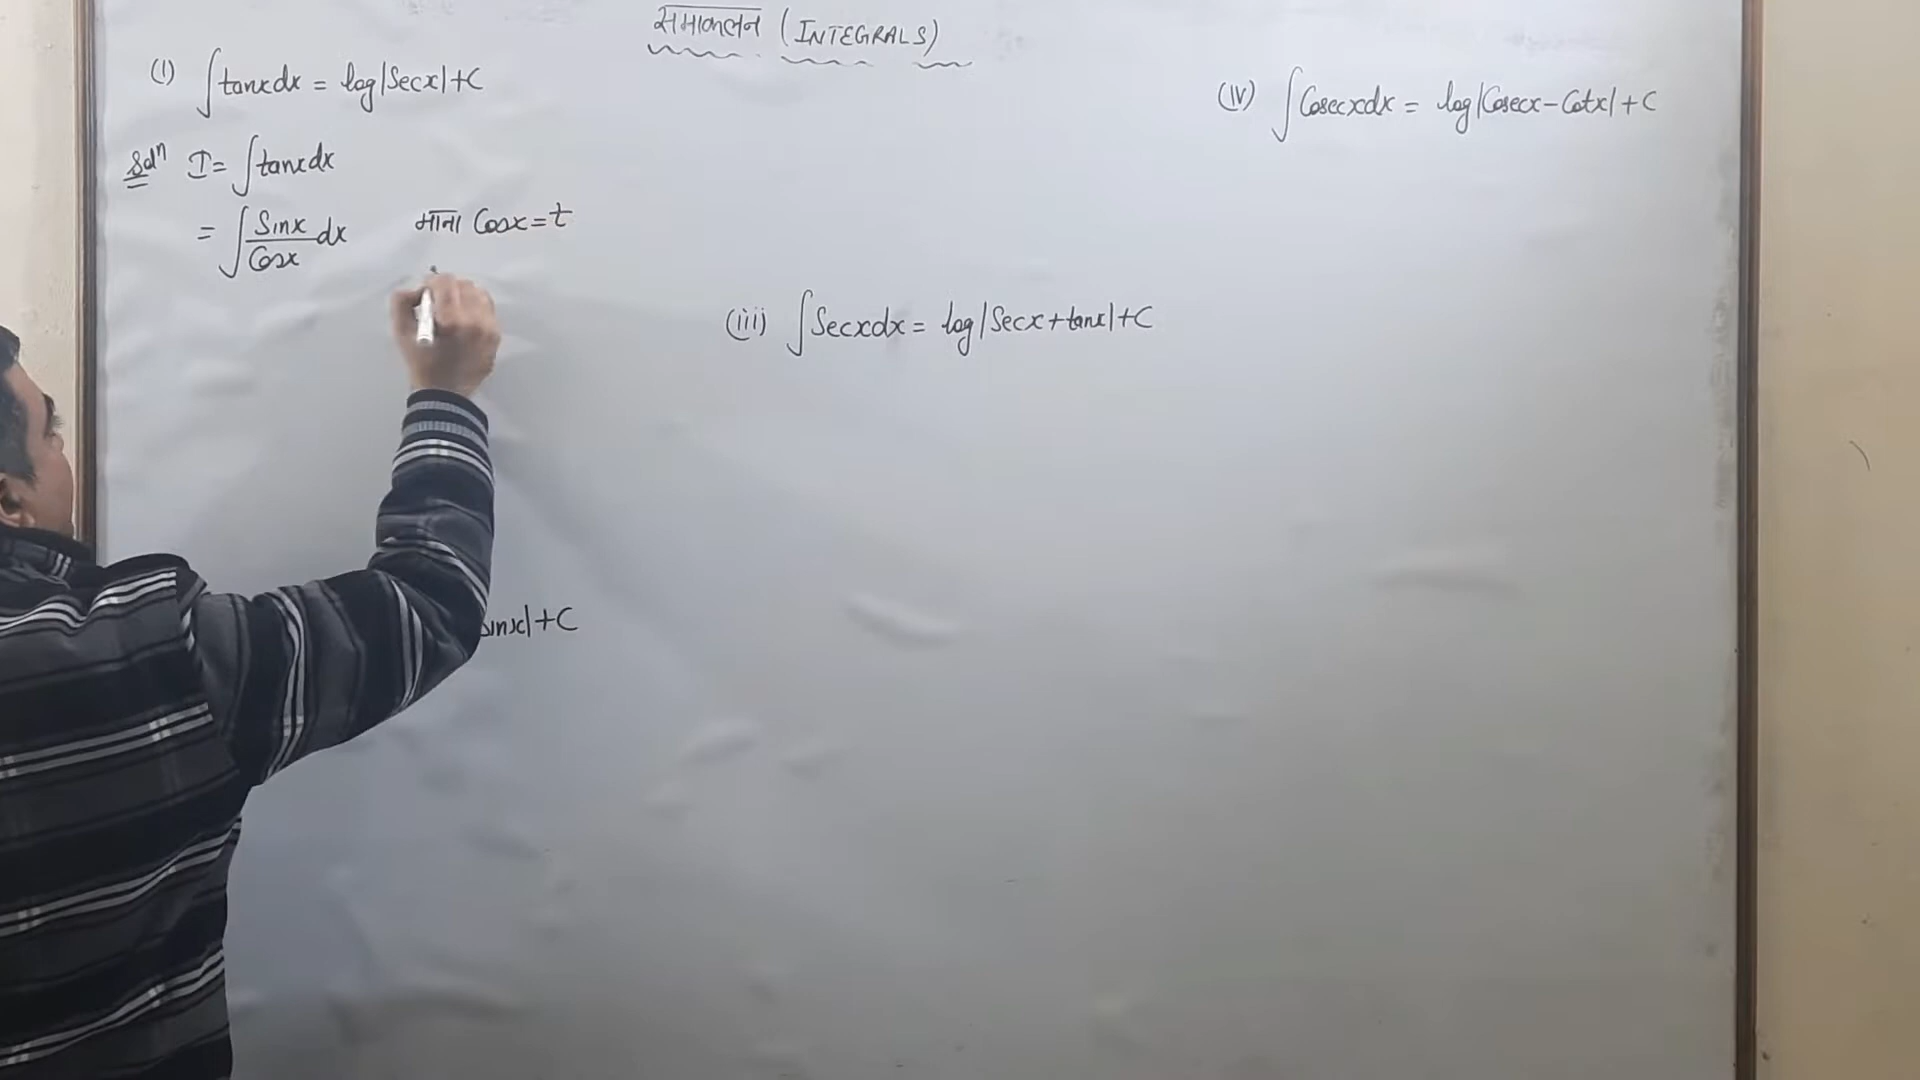 समाकलन (INTEGRALS)
(I) ∫tanxdx = log|Secx|+C
Solⁿ I = ∫tanxdx
= ∫Sinx/Cosx dx माना Cosx=t
sinx|+C
(iii) ∫Secxdx = log|Secx+tanx|+C
(IV) ∫Cosecxdx = log|Cosecx-Cotx|+C